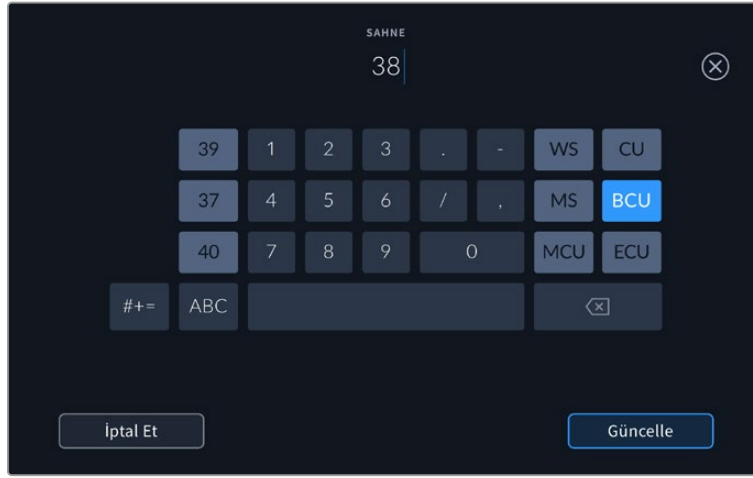 SAHNE
38
39 1 2 3 . - WS CU
37 4 5 6 / , MS BCU
40 7 8 9 0 MCU ECU
#+= ABC
İptal Et Güncelle